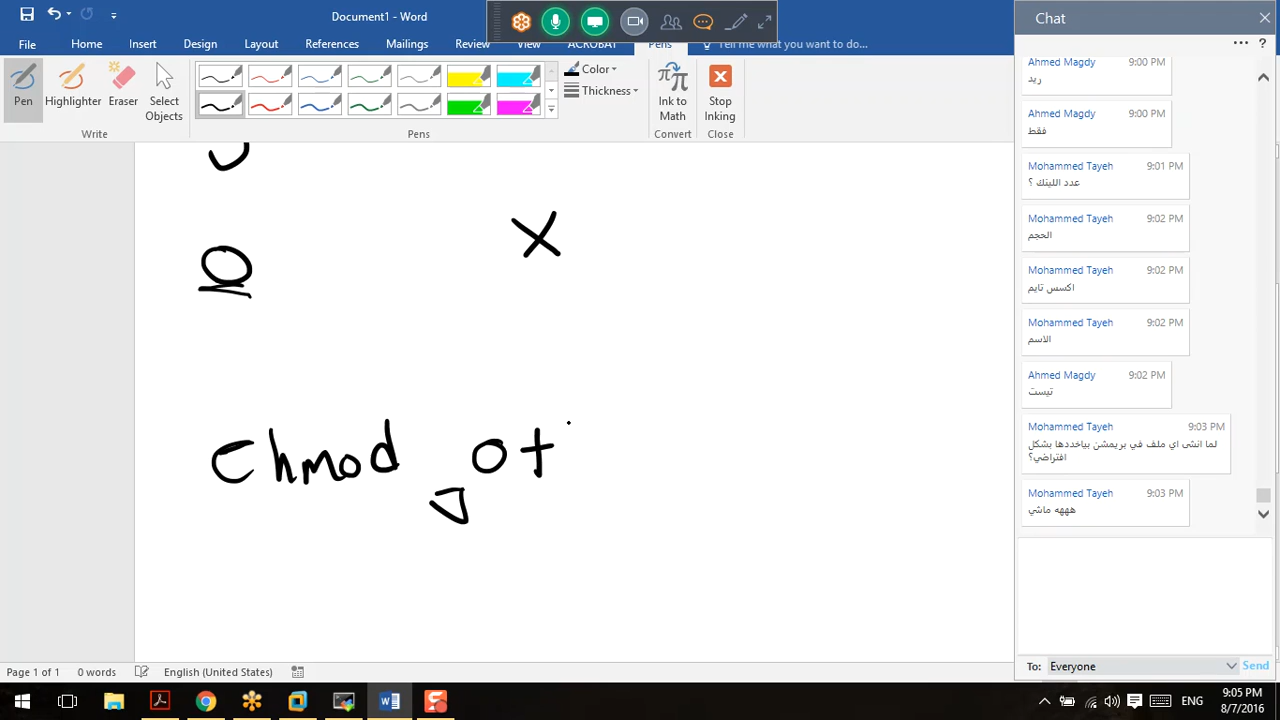 Document1 - Word
File
Home
Insert
Design
Layout
References
Mailings
Review
View
ACROBAT
Pens
Tell me what you want to do...
Pen
Highlighter
Eraser
Select Objects
Color
Thickness
Ink to Math
Stop Inking
Write
Pens
Convert
Close
o
x
Chmod o+
Chat
Ahmed Magdy 9:00 PM
ريد
Ahmed Magdy 9:00 PM
فقط
Mohammed Tayeh 9:01 PM
عدد اللينك ؟
Mohammed Tayeh 9:02 PM
الحجم
Mohammed Tayeh 9:02 PM
اكسس تايم
Mohammed Tayeh 9:02 PM
الاسم
Ahmed Magdy 9:02 PM
تيست
Mohammed Tayeh 9:03 PM
لما انشى اي ملف في بريمشن بياخددها بشكل
افتراضي؟
Mohammed Tayeh 9:03 PM
هههه ماشي
To: Everyone Send
Page 1 of 1 0 words English (United States)
ENG
9:05 PM
8/7/2016